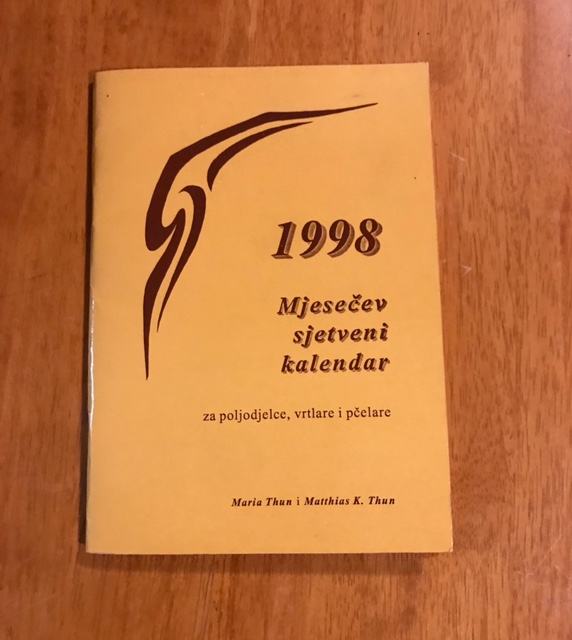 1998
Mjesečev
sjetveni
kalendar
za poljodjelce, vrtlare i pčelare
Maria Thun i Matthias K. Thun